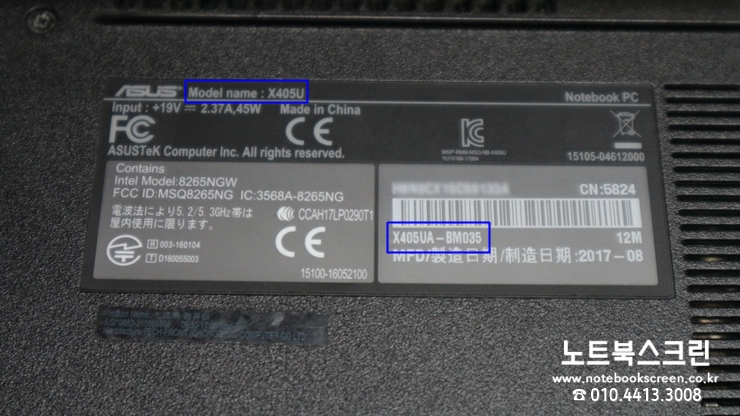 ASUS Model name : X405U
Notebook PC
Input : +19V ⎓ 2.37A,45W Made in China
FC CE
ASUSTeK Computer Inc. All rights reserved.
15105-04612000
Contains
Intel Model:8265NGW
FCC ID:MSQ8265NG IC:3568A-8265NG
電波法により5.2/5.3GHz帯は
屋内使用に限ります。
CCAH17LP0290T1
CE
R 003-160104
T D160055003
15100-16052100
CN:5824
X405UA-BM035 12M
MFD/製造日期/制造日期:2017-08
노트북스크린
www.notebookscreen.co.kr
☎ 010.4413.3008